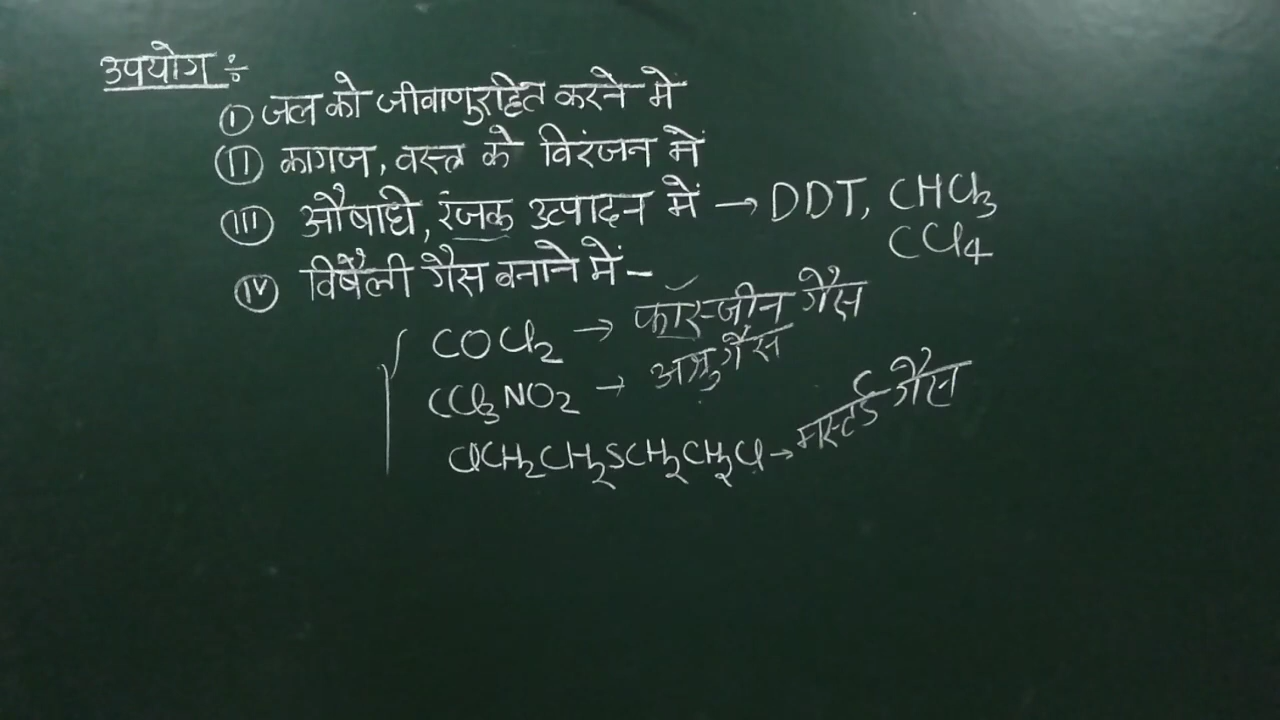 उपयोग ÷
(I) जल को जीवाणुरहित करने में
(II) कागज, वस्त्र के विरंजन में
(III) औषधि, रंजक उत्पादन में → DDT, CHCl3
CCl4
(IV) विषैली गैस बनाने में –
COCl2 → फॉस्जीन गैस
CCl3NO2 → अश्रु गैस
ClCH2CH2SCH2CH2Cl → मस्टर्ड गैस